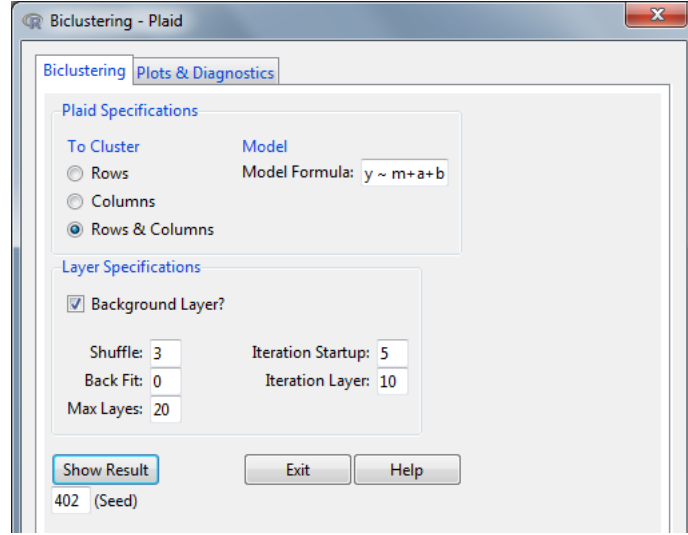 Biclustering - Plaid
Biclustering Plots & Diagnostics
Plaid Specifications
To Cluster Model
Rows Model Formula: y ~ m+a+b
Columns
Rows & Columns
Layer Specifications
Background Layer?
Shuffle: 3 Iteration Startup: 5
Back Fit: 0 Iteration Layer: 10
Max Layes: 20
Show Result Exit Help
402 (Seed)